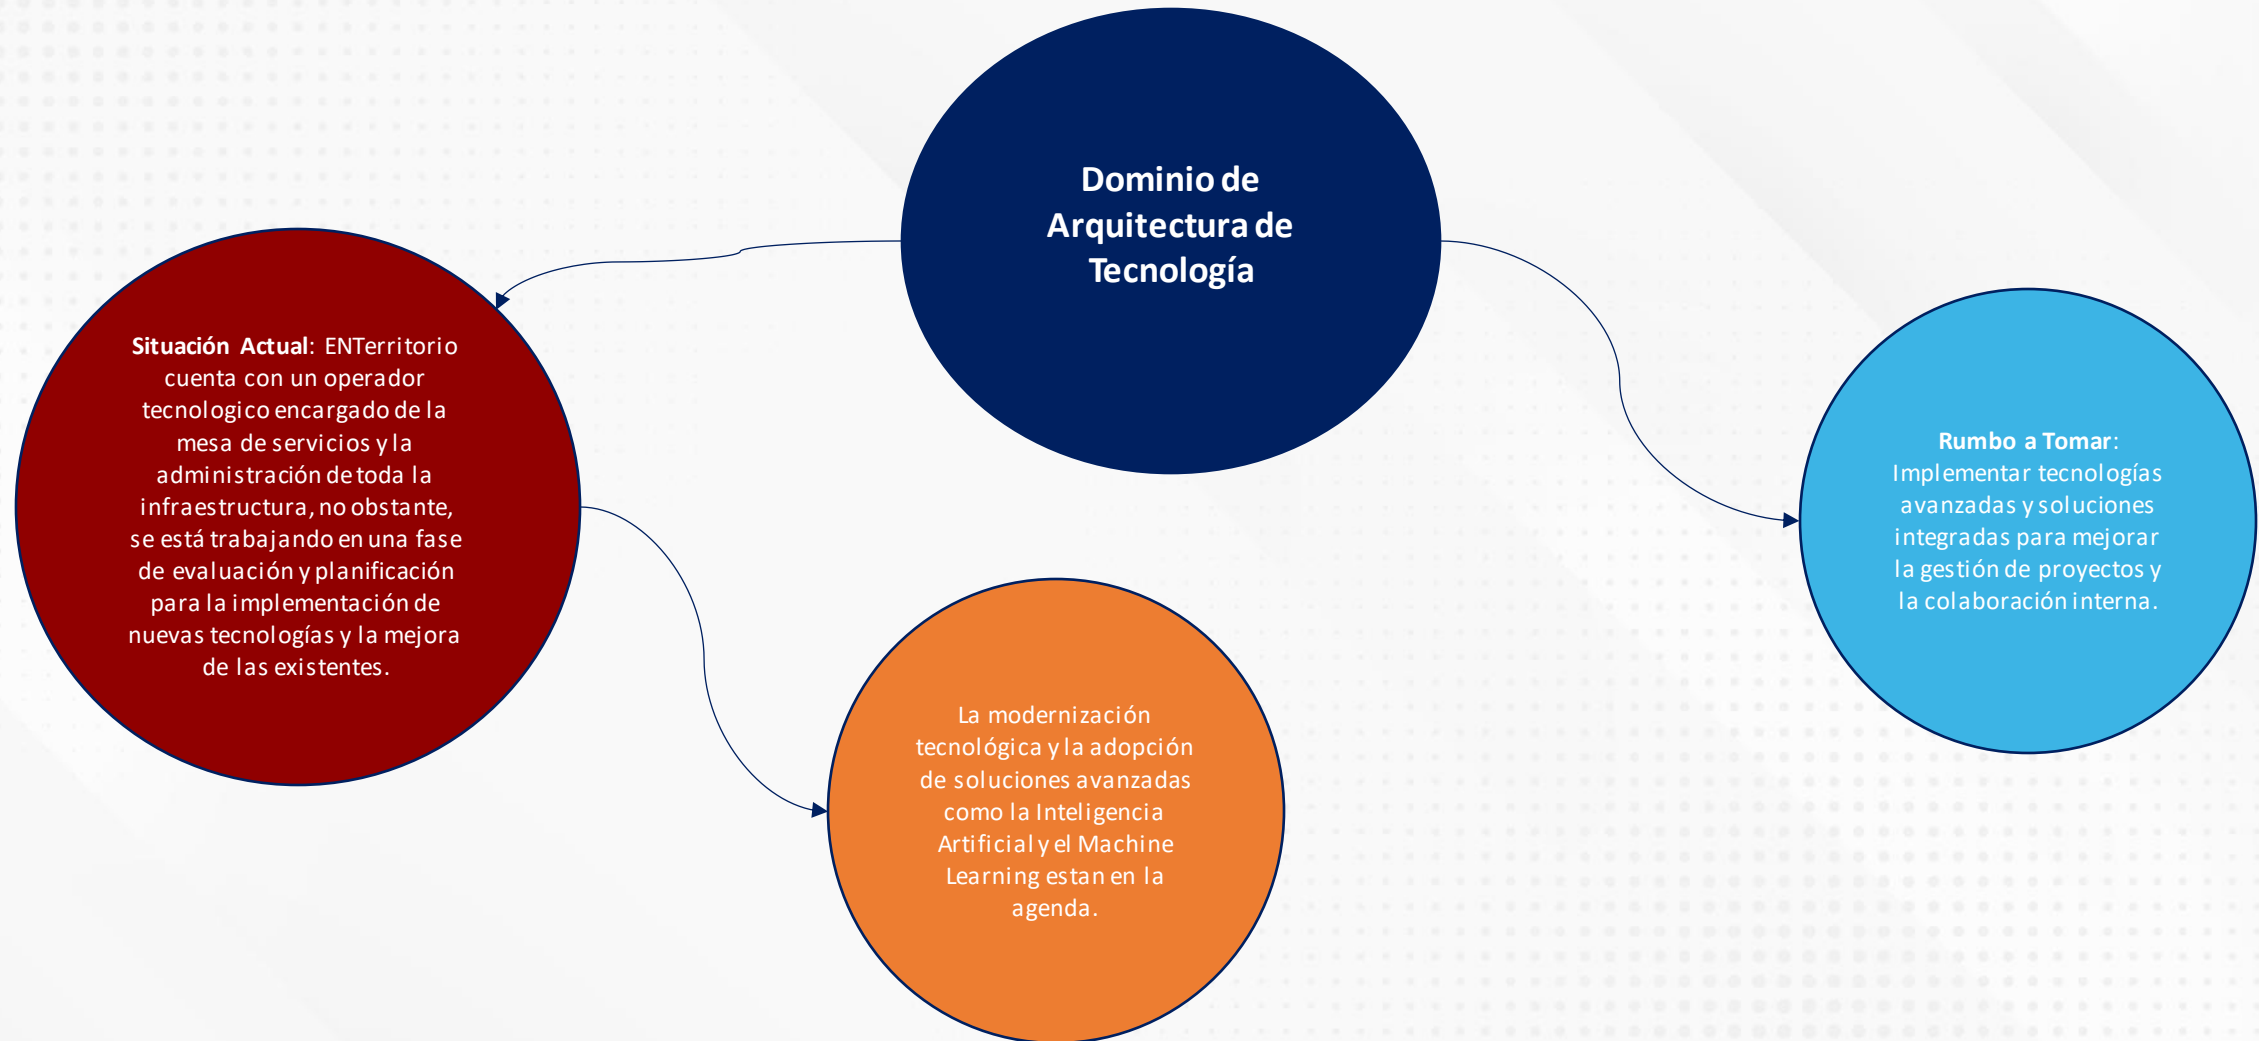 Dominio de
Arquitectura de
Tecnología
Situación Actual: ENTerritorio
cuenta con un operador
tecnologico encargado de la
mesa de servicios y la
administración de toda la
infraestructura, no obstante,
se está trabajando en una fase
de evaluación y planificación
para la implementación de
nuevas tecnologías y la mejora
de las existentes.
La modernización
tecnológica y la adopción
de soluciones avanzadas
como la Inteligencia
Artificial y el Machine
Learning estan en la
agenda.
Rumbo a Tomar:
Implementar tecnologías
avanzadas y soluciones
integradas para mejorar
la gestión de proyectos y
la colaboración interna.